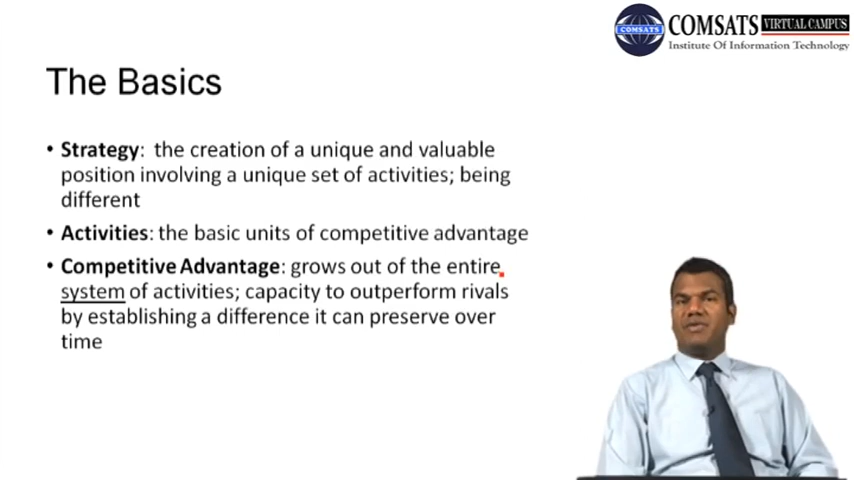 COMSATS VIRTUAL CAMPUS
COMSATS
Institute Of Information Technology
The Basics
• Strategy: the creation of a unique and valuable
position involving a unique set of activities; being
different
• Activities: the basic units of competitive advantage
• Competitive Advantage: grows out of the entire
system of activities; capacity to outperform rivals
by establishing a difference it can preserve over
time